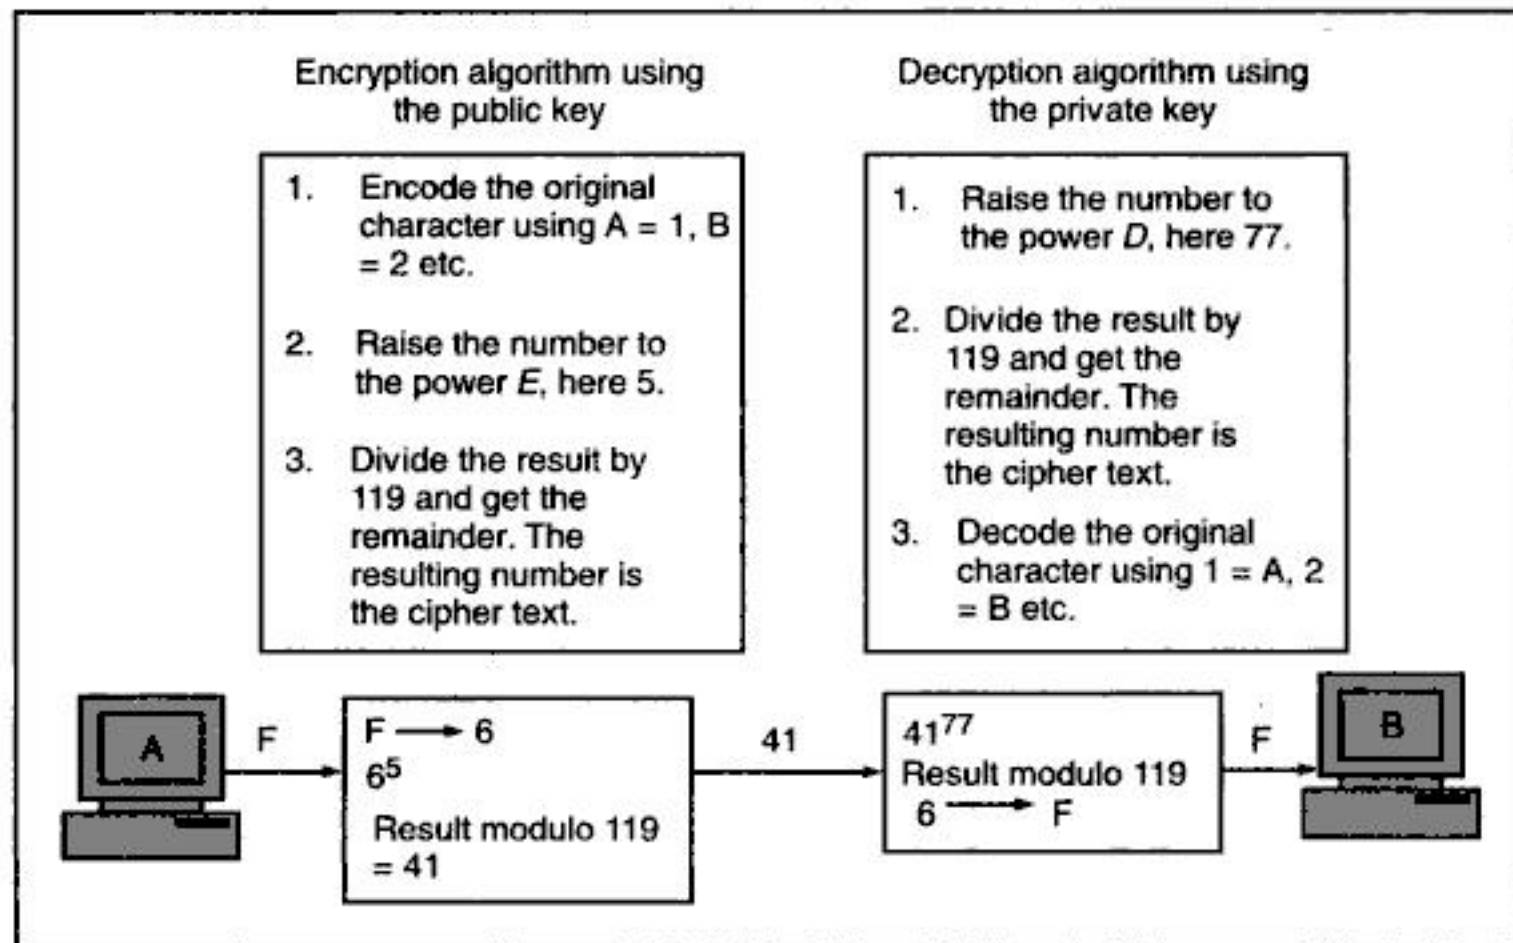 Encryption algorithm using
the public key
1. Encode the original
character using A = 1, B
= 2 etc.
2. Raise the number to
the power E, here 5.
3. Divide the result by
119 and get the
remainder. The
resulting number is
the cipher text.
Decryption algorithm using
the private key
1. Raise the number to
the power D, here 77.
2. Divide the result by
119 and get the
remainder. The
resulting number is
the cipher text.
3. Decode the original
character using 1 = A, 2
= B etc.
A
F
F → 6
6⁵
Result modulo 119
= 41
41
41⁷⁷
Result modulo 119
6 → F
F
B